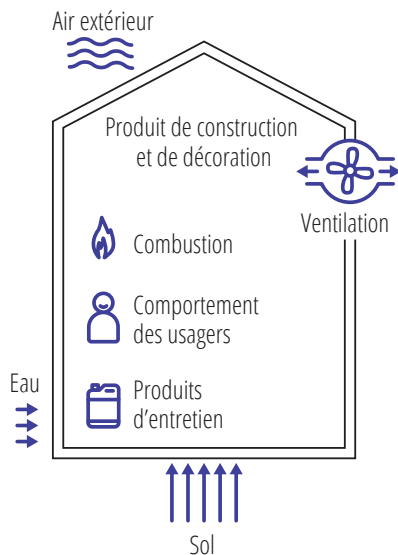 Air extérieur
Produit de construction
et de décoration
Ventilation
Combustion
Comportement
des usagers
Eau
Produits
d’entretien
Sol